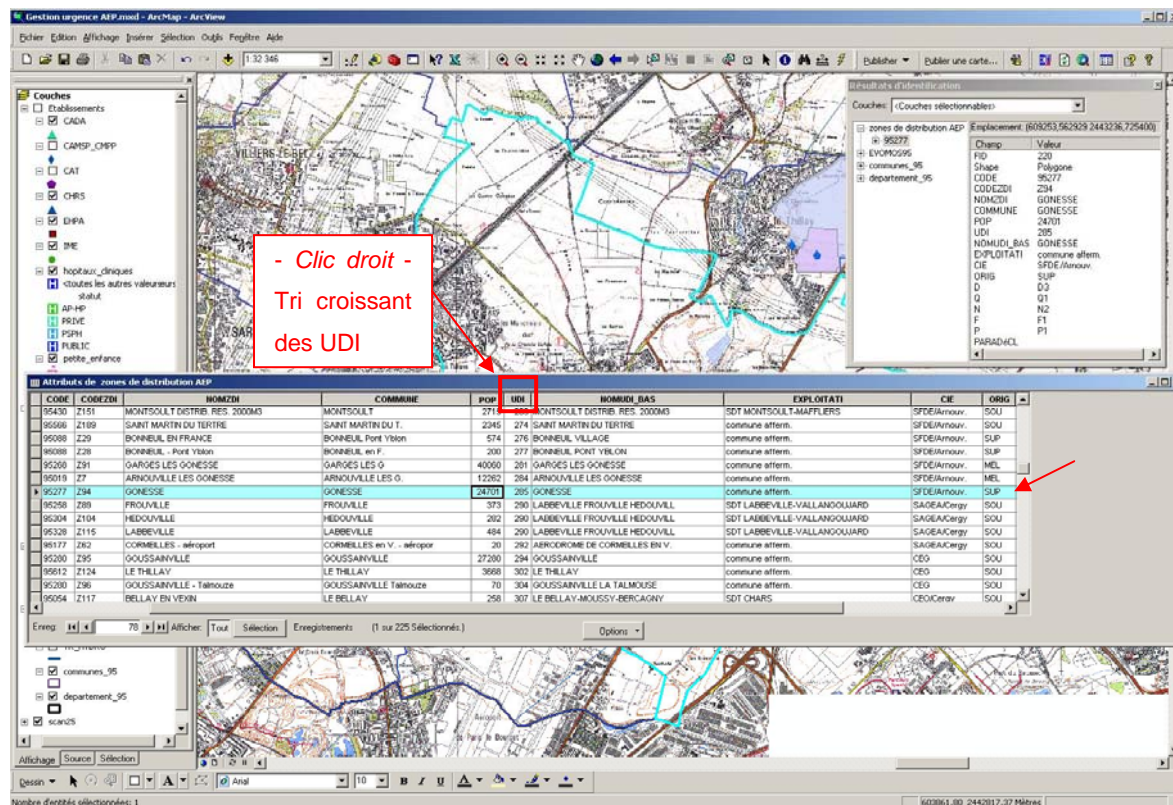 Gestion urgence AEP.mxd - ArcMap - ArcView
Fichier Edition Affichage Insérer Sélection Outils Fenêtre Aide
1:32 346
Publisher
Publier une carte...
Couches
Etablissements
CADA
CAMSP_CMPP
CAT
CHRS
EHPA
IME
hopitaux_cliniques
<toutes les autres valeureurs
statut
AP-HP
PRIVE
PSPH
PUBLIC
petite_enfance
VILLIERS-LE-BEL
le Thillay
- Clic droit -
Tri croissant
des UDI
Résultats d'identification
Couches: <Couches sélectionnables>
zones de distribution AEP
95277
EVOMOS95
communes_95
departement_95
Emplacement: (609253,562929 2443236,725400)
Champ Valeur
FID 220
Shape Polygone
CODE 95277
CODEZDI Z94
NOMZDI GONESSE
COMMUNE GONESSE
POP 24701
UDI 285
NOMUDI_BAS GONESSE
EXPLOITATI commune afferm.
CIE SFDE/Arnouv.
ORIG SUP
D D3
Q Q1
N N2
F F1
P P1
PARADéCL
Attributs de zones de distribution AEP
CODE CODEZDI NOMZDI COMMUNE POP UDI NOMUDI_BAS EXPLOITATI CIE ORIG
95430 Z151 MONTSOULT DISTRIB. RES. 2000M3 MONTSOULT MONTSOULT DISTRIB. RES. 2000M3 SDT MONTSOULT-MAFFLIERS SFDE/Arnouv. SOU
95566 Z189 SAINT MARTIN DU TERTRE SAINT MARTIN DU T. 2345 274 SAINT MARTIN DU TERTRE commune afferm. SFDE/Arnouv. SOU
95088 Z29 BONNEUIL EN FRANCE BONNEUIL Pont Yblon 574 276 BONNEUIL VILLAGE commune afferm. SFDE/Arnouv. SUP
95088 Z28 BONNEUIL - Pont Yblon BONNEUIL en F. 200 277 BONNEUIL PONT YBLON commune afferm. SFDE/Arnouv. SUP
95268 Z91 GARGES LES GONESSE GARGES LES G 40060 281 GARGES LES GONESSE commune afferm. SFDE/Arnouv. MEL
95019 Z7 ARNOUVILLE LES GONESSE ARNOUVILLE LES G. 12262 284 ARNOUVILLE LES GONESSE commune afferm. SFDE/Arnouv. MEL
95277 Z94 GONESSE GONESSE 24701 285 GONESSE commune afferm. SFDE/Arnouv. SUP
95258 Z89 FROUVILLE FROUVILLE 373 290 LABBEVILLE FROUVILLE HEDOUVILL SDT LABBEVILLE-VALLANGOUJARD SAGEA/Cergy SOU
95304 Z104 HEDOUVILLE HEDOUVILLE 282 290 LABBEVILLE FROUVILLE HEDOUVILL SDT LABBEVILLE-VALLANGOUJARD SAGEA/Cergy SOU
95328 Z115 LABBEVILLE LABBEVILLE 484 290 LABBEVILLE FROUVILLE HEDOUVILL SDT LABBEVILLE-VALLANGOUJARD SAGEA/Cergy SOU
95177 Z62 CORMEILLES - aéroport CORMEILLES en V. - aéropor 20 292 AERODROME DE CORMEILLES EN V. commune afferm. SAGEA/Cergy SOU
95280 Z95 GOUSSAINVILLE GOUSSAINVILLE 27280 294 GOUSSAINVILLE commune afferm. CEG SOU
95612 Z124 LE THILLAY LE THILLAY 3668 302 LE THILLAY commune afferm. CEG SOU
95280 Z96 GOUSSAINVILLE - Talmouze GOUSSAINVILLE Talmouze 70 304 GOUSSAINVILLE LA TALMOUSE commune afferm. CEG SOU
95054 Z117 BELLAY EN VEXIN LE BELLAY 258 307 LE BELLAY-MOUSSY-BERCAGNY SDT CHARS CEO/Cergy SOU
Enreg: 78 Afficher: Tout Sélection Enregistrements (1 sur 225 Sélectionnés.) Options
communes_95
departement_95
scan25
Affichage Source Sélection
Dessin Arial 10 B I U A
Nombre d'entités sélectionnées: 1
603861,80 2442817,37 Mètres